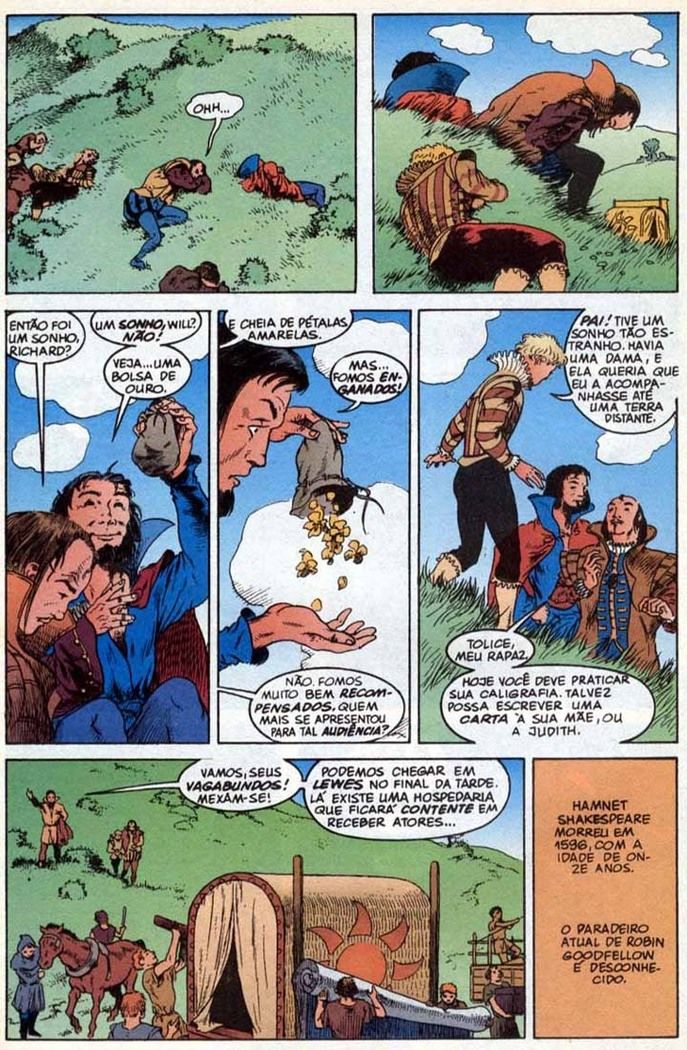 OHH...
ENTÃO FOI
UM SONHO,
RICHARD?
UM SONHO, WILL?
NÃO!
VEJA...UMA
BOLSA DE
OURO.
E CHEIA DE PÉTALAS
AMARELAS.
MAS...
FOMOS EN-
GANADOS!
NÃO. FOMOS
MUITO BEM RECOM-
PENSADOS. QUEM
MAIS SE APRESENTOU
PARA TAL AUDIÊNCIA?
PAI! TIVE UM
SONHO TÃO ES-
TRANHO. HAVIA
UMA DAMA, E
ELA QUERIA QUE
EU A ACOMPA-
NHASSE ATÉ
UMA TERRA
DISTANTE.
TOLICE,
MEU RAPAZ.
HOJE VOCÊ DEVE PRATICAR
SUA CALIGRAFIA. TALVEZ
POSSA ESCREVER UMA
CARTA À SUA MÃE, OU
A JUDITH.
VAMOS, SEUS
VAGABUNDOS!
MEXAM-SE!
PODEMOS CHEGAR EM
LEWES NO FINAL DA TARDE.
LÁ EXISTE UMA HOSPEDARIA
QUE FICARÁ CONTENTE EM
RECEBER ATORES...
HAMNET
SHAKESPEARE
MORREU EM
1596, COM A
IDADE DE ON-
ZE ANOS.
O PARADEIRO
ATUAL DE ROBIN
GOODFELLOW
É DESCONHE-
CIDO.